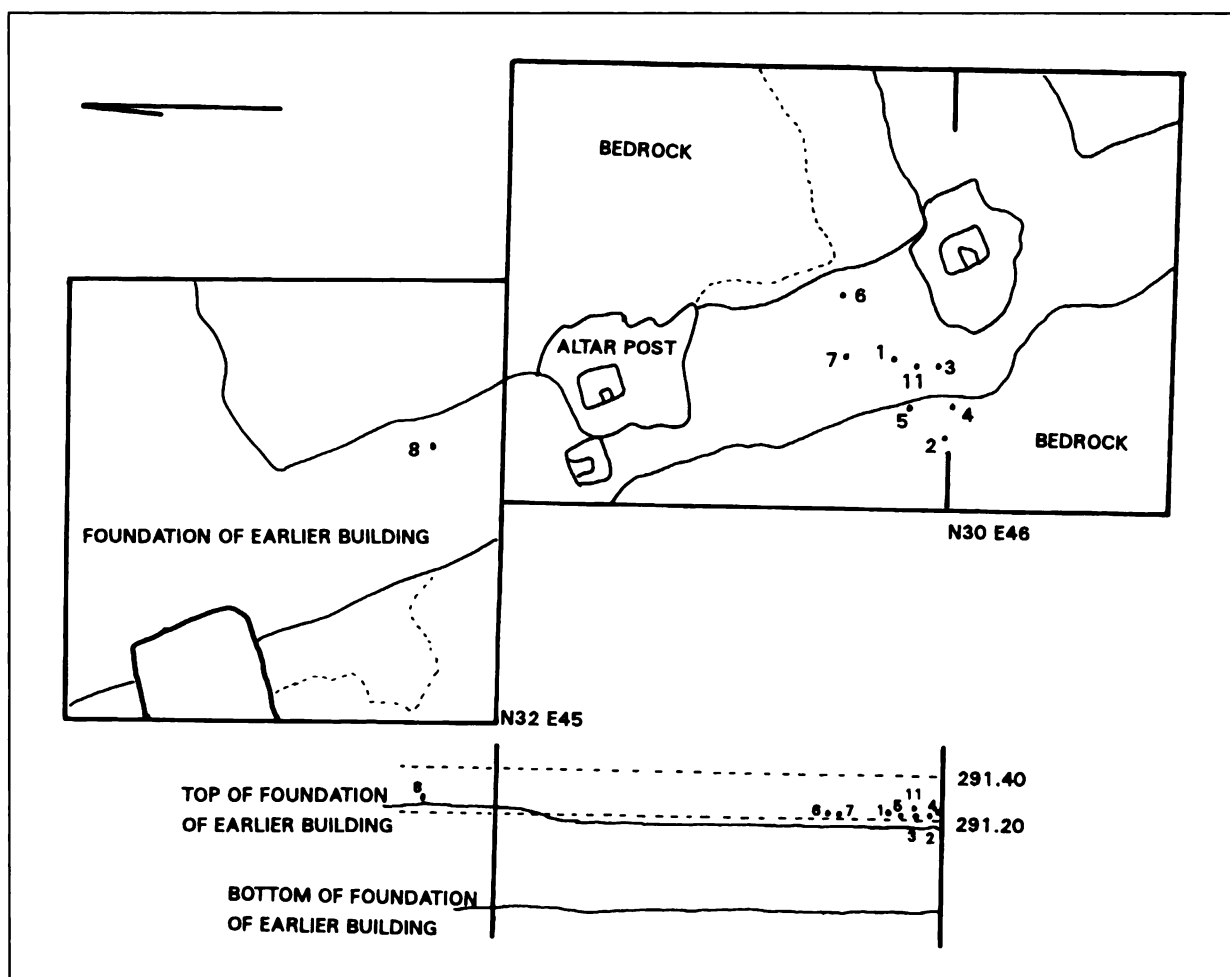 BEDROCK
6
ALTAR POST
7 1 3
11
5 4
8
2 BEDROCK
FOUNDATION OF EARLIER BUILDING
N30 E46
N32 E45
291.40
TOP OF FOUNDATION
OF EARLIER BUILDING
8
6 7 1 5 11 4
291.20
3 2
BOTTOM OF FOUNDATION
OF EARLIER BUILDING